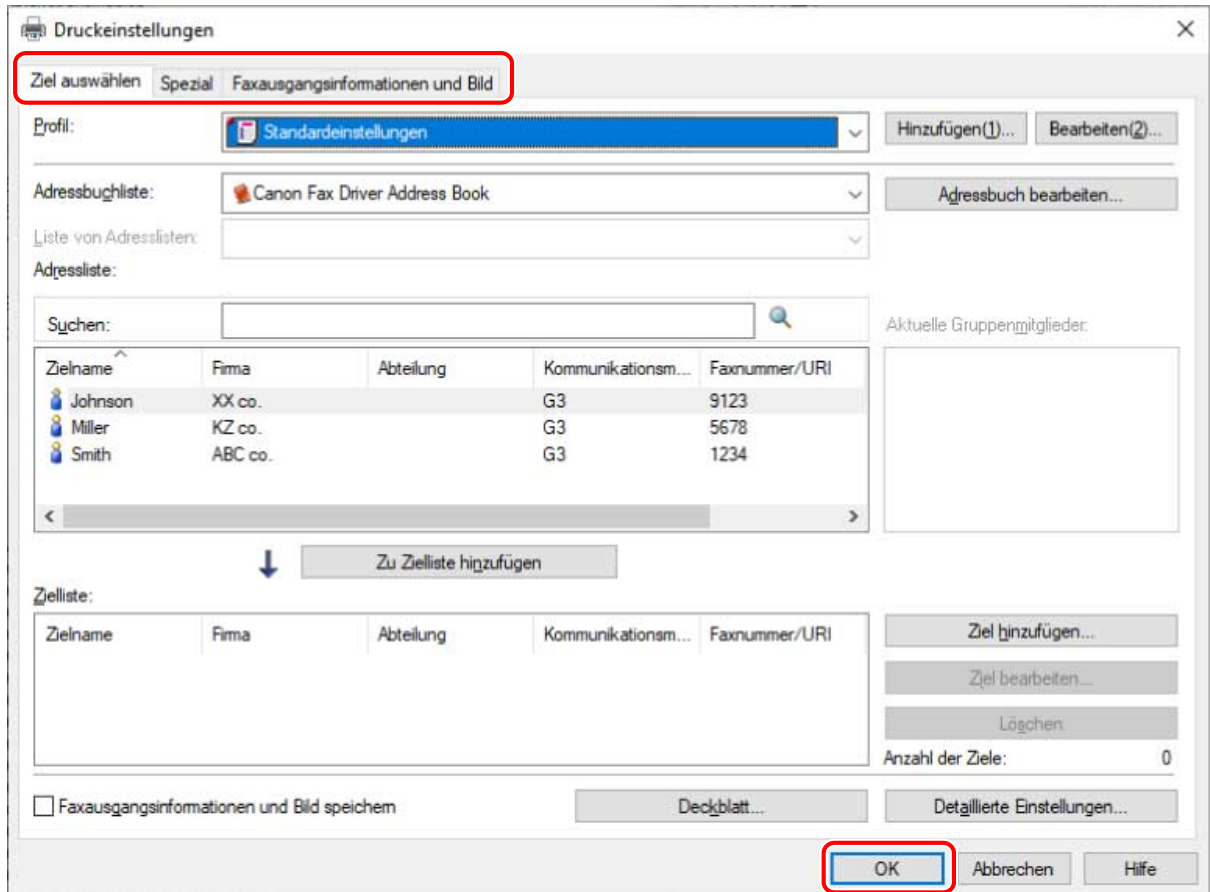 Druckeinstellungen
Ziel auswählen Spezial Faxausgangsinformationen und Bild
Profil: Standardeinstellungen Hinzufügen(1)... Bearbeiten(2)...
Adressbuchliste: Canon Fax Driver Address Book Adressbuch bearbeiten...
Liste von Adresslisten:
Adressliste:
Suchen: Aktuelle Gruppenmitglieder:
Zielname Firma Abteilung Kommunikationsm... Faxnummer/URI
Johnson XX co. G3 9123
Miller KZ co. G3 5678
Smith ABC co. G3 1234
Zu Zielliste hinzufügen
Zielliste:
Zielname Firma Abteilung Kommunikationsm... Faxnummer/URI
Ziel hinzufügen...
Ziel bearbeiten...
Löschen
Anzahl der Ziele: 0
Faxausgangsinformationen und Bild speichern Deckblatt... Detaillierte Einstellungen...
OK Abbrechen Hilfe